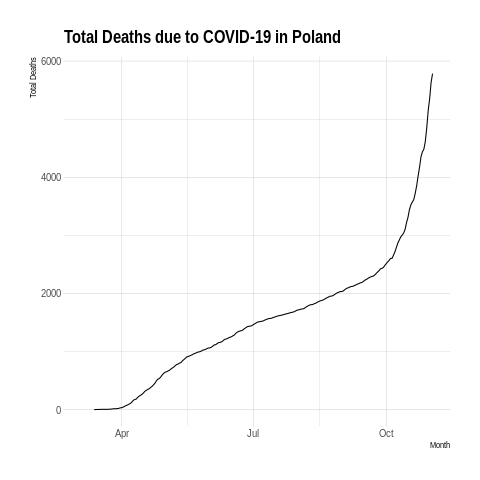 Total Deaths due to COVID-19 in Poland
Total Deaths
6000
4000
2000
0
Apr
Jul
Oct
Month